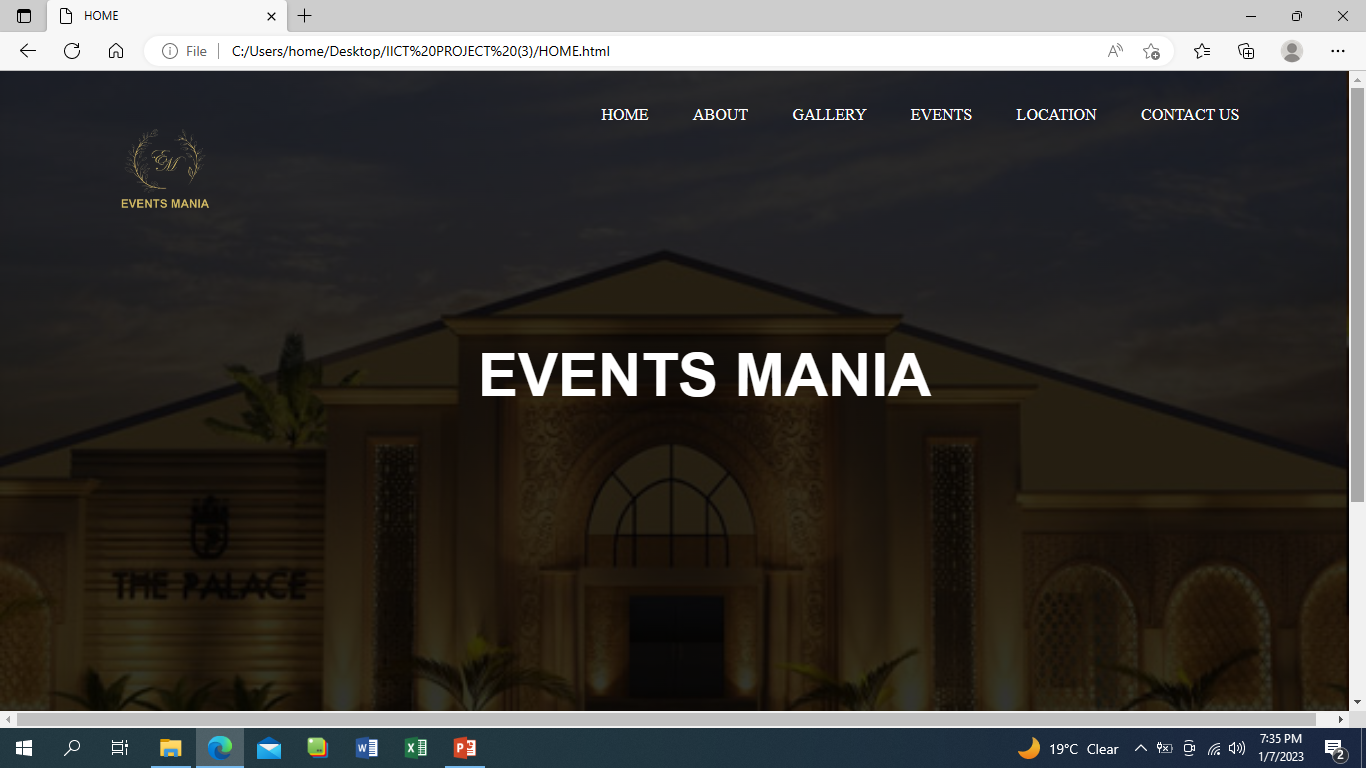 HOME
File
C:/Users/home/Desktop/IICT%20PROJECT%20(3)/HOME.html
HOME ABOUT GALLERY EVENTS LOCATION CONTACT US
EM
EVENTS MANIA
EVENTS MANIA
THE PALACE
19°C Clear
7:35 PM
1/7/2023
2